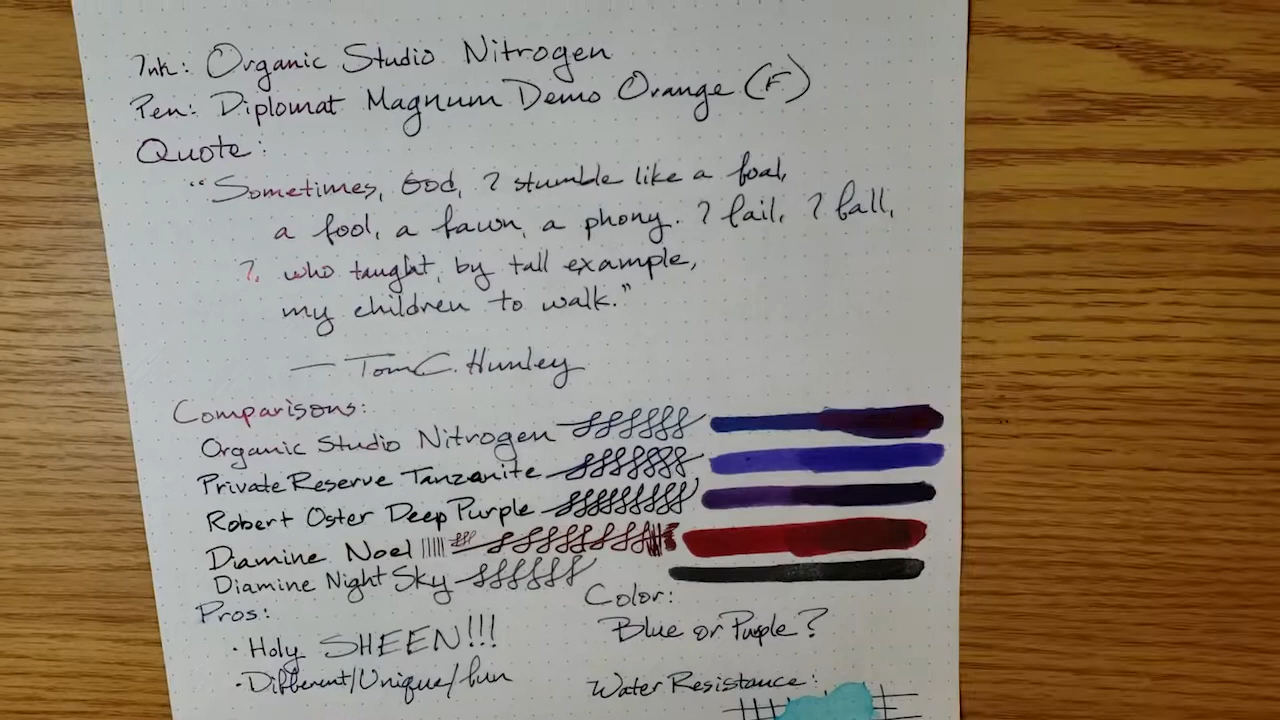 Ink: Organic Studio Nitrogen
Pen: Diplomat Magnum Demo Orange (F)
Quote:
"Sometimes, God, I stumble like a foal,
a fool, a fawn, a phony. I fail, I fall,
I, who taught, by tall example,
my children to walk."
— Tom C. Hunley
Comparisons:
Organic Studio Nitrogen
Private Reserve Tanzanite
Robert Oster Deep Purple
Diamine Noel
Diamine Night Sky
Pros:
· Holy SHEEN!!!
· Different/Unique/fun
Color:
Blue or Purple?
Water Resistance: